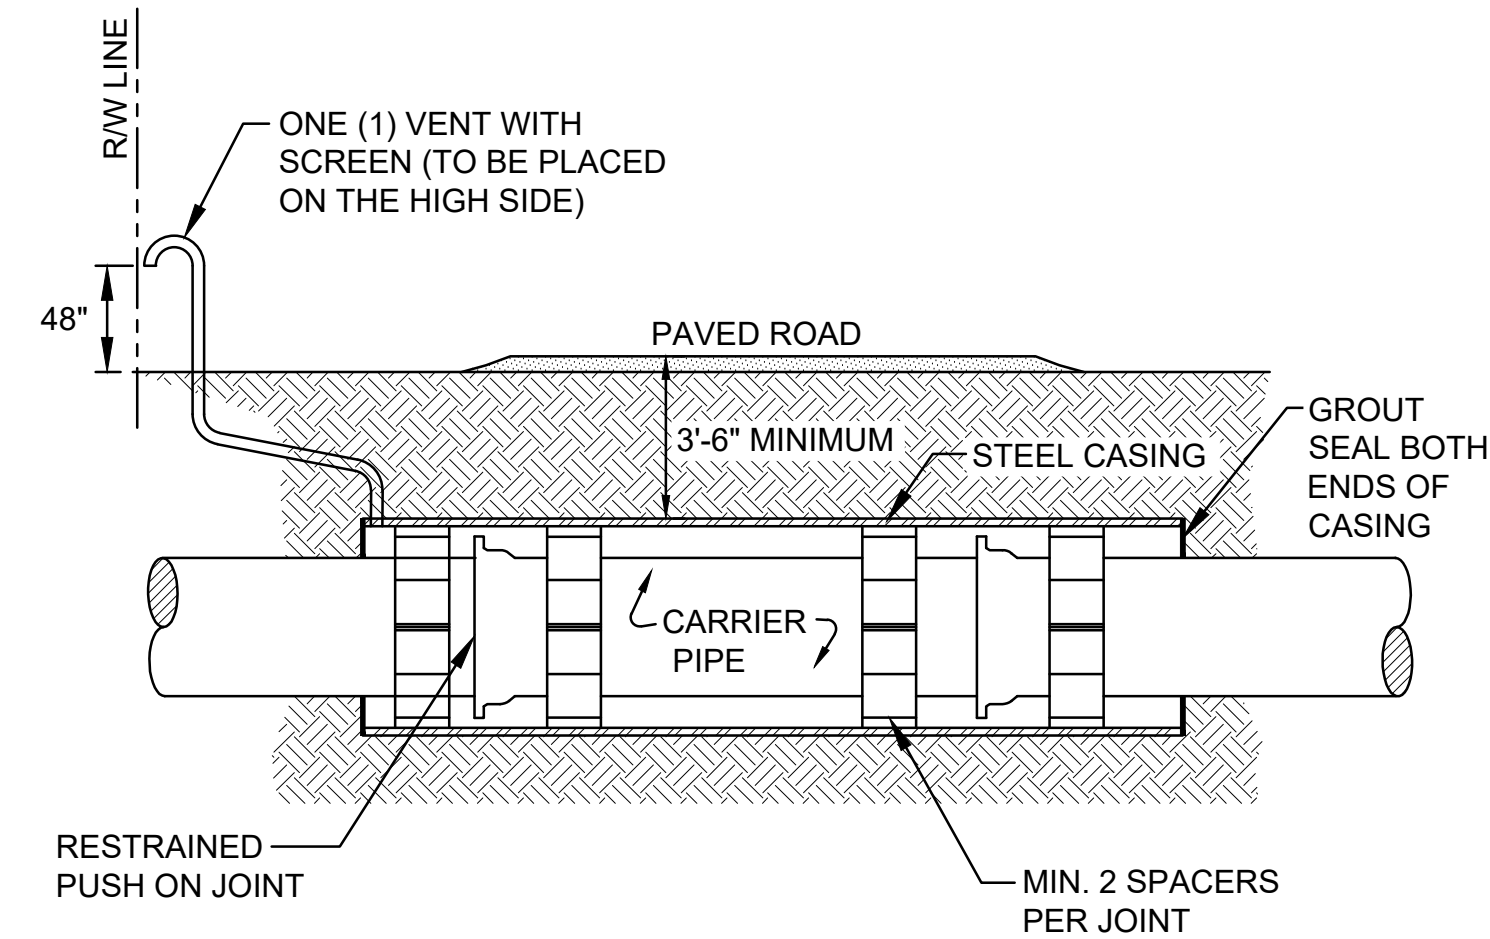 R/W LINE
ONE (1) VENT WITH
SCREEN (TO BE PLACED
ON THE HIGH SIDE)
48"
PAVED ROAD
3'-6" MINIMUM
STEEL CASING
GROUT
SEAL BOTH
ENDS OF
CASING
CARRIER
PIPE
RESTRAINED
PUSH ON JOINT
MIN. 2 SPACERS
PER JOINT